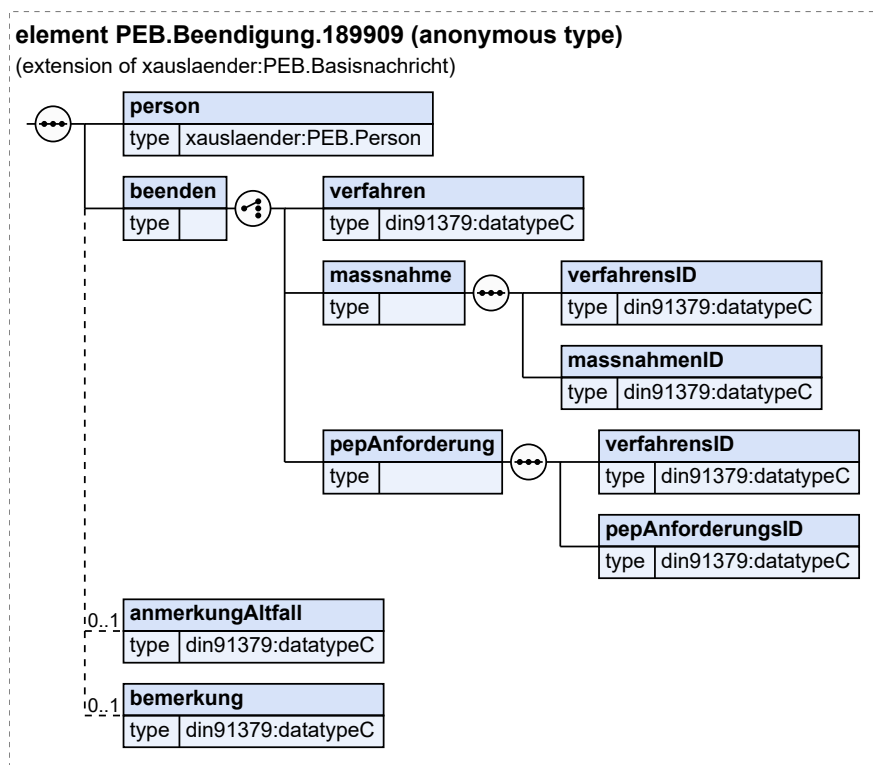 element PEB.Beendigung.189909 (anonymous type)
(extension of xauslaender:PEB.Basisnachricht)
person
type xauslaender:PEB.Person
beenden
type
verfahren
type din91379:datatypeC
massnahme
type
verfahrensID
type din91379:datatypeC
massnahmenID
type din91379:datatypeC
pepAnforderung
type
verfahrensID
type din91379:datatypeC
pepAnforderungsID
type din91379:datatypeC
0..1
anmerkungAltfall
type din91379:datatypeC
0..1
bemerkung
type din91379:datatypeC